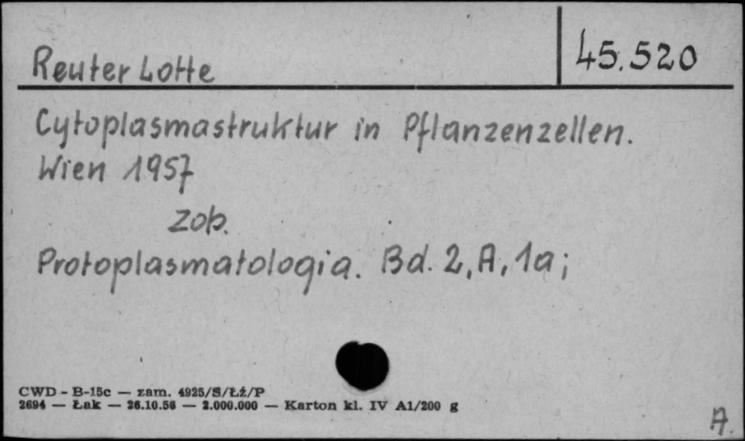 Reuter Lotte
45.520
Cytoplasmastruktur in Pflanzenzellen.
Wien 1957
zob.
Protoplasmatologia. Bd. 2, A, 1a;
CWD - B-15c — zam. 4925/S/Łż/P
2694 — Łak — 26.10.56 — 2.000.000 — Karton kl. IV A1/200 g
A.